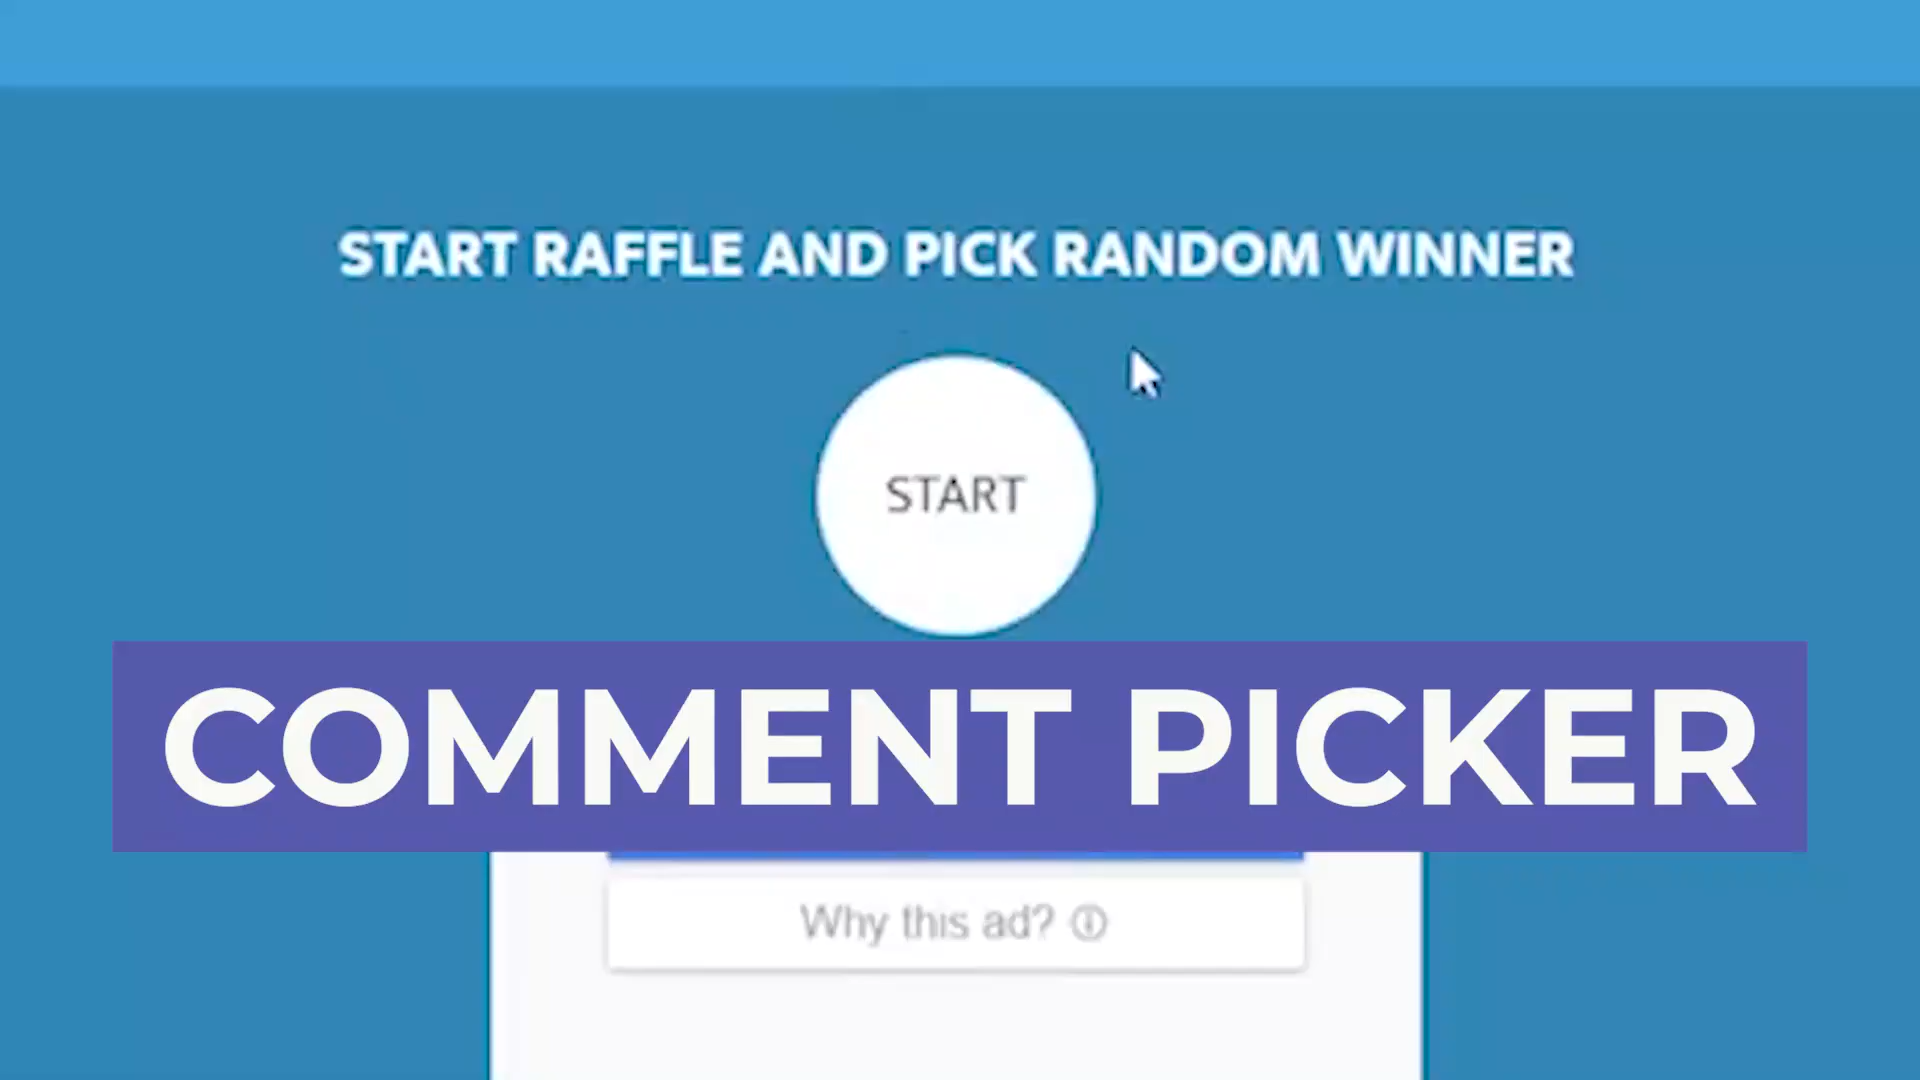 START RAFFLE AND PICK RANDOM WINNER
START
COMMENT PICKER
Why this ad?